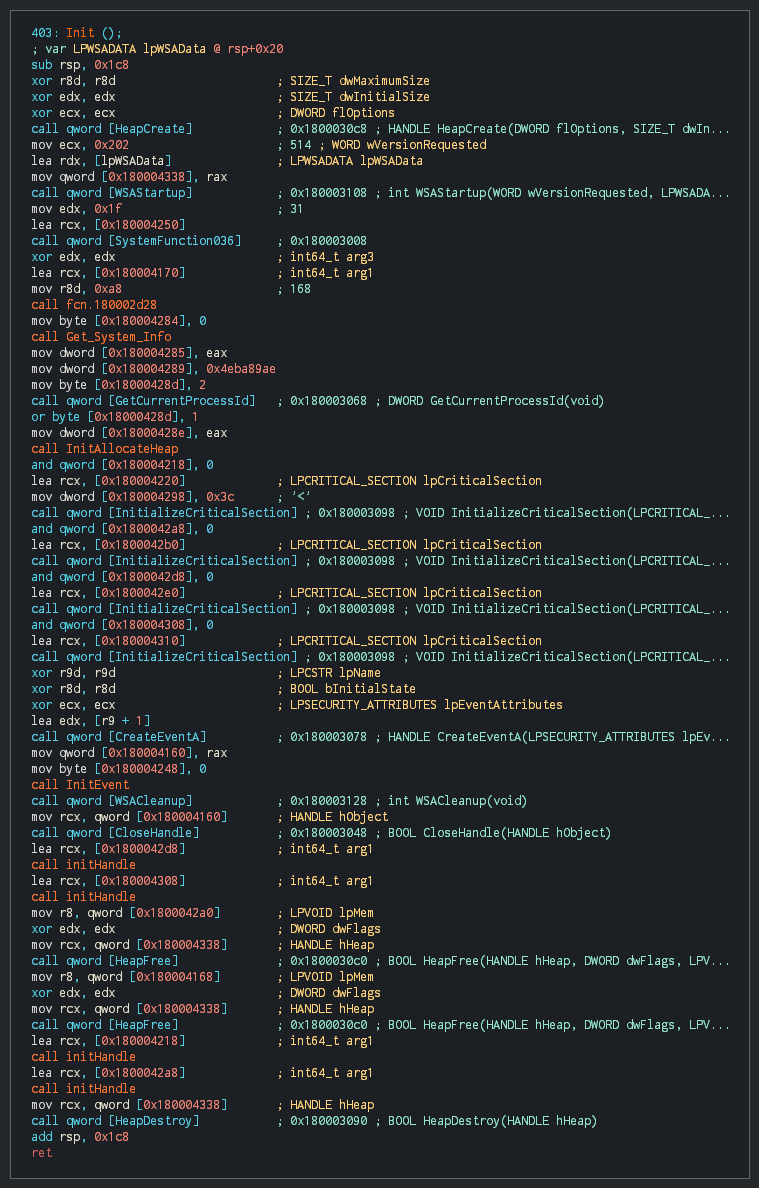 403: Init ();
; var LPWSADATA lpWSAData @ rsp+0x20
sub rsp, 0x1c8
xor r8d, r8d ; SIZE_T dwMaximumSize
xor edx, edx ; SIZE_T dwInitialSize
xor ecx, ecx ; DWORD flOptions
call qword [HeapCreate] ; 0x1800030c8 ; HANDLE HeapCreate(DWORD flOptions, SIZE_T dwIn...
mov ecx, 0x202 ; 514 ; WORD wVersionRequested
lea rdx, [lpWSAData] ; LPWSADATA lpWSAData
mov qword [0x180004338], rax
call qword [WSAStartup] ; 0x180003108 ; int WSAStartup(WORD wVersionRequested, LPWSADA...
mov edx, 0x1f ; 31
lea rcx, [0x180004250]
call qword [SystemFunction036] ; 0x180003008
xor edx, edx ; int64_t arg3
lea rcx, [0x180004170] ; int64_t arg1
mov r8d, 0xa8 ; 168
call fcn.180002d28
mov byte [0x180004284], 0
call Get_System_Info
mov dword [0x180004285], eax
mov dword [0x180004289], 0x4eba89ae
mov byte [0x18000428d], 2
call qword [GetCurrentProcessId] ; 0x180003068 ; DWORD GetCurrentProcessId(void)
or byte [0x18000428d], 1
mov dword [0x18000428e], eax
call InitAllocateHeap
and qword [0x180004218], 0
lea rcx, [0x180004220] ; LPCRITICAL_SECTION lpCriticalSection
mov dword [0x180004298], 0x3c ; '<'
call qword [InitializeCriticalSection] ; 0x180003098 ; VOID InitializeCriticalSection(LPCRITICAL_...
and qword [0x1800042a8], 0
lea rcx, [0x1800042b0] ; LPCRITICAL_SECTION lpCriticalSection
call qword [InitializeCriticalSection] ; 0x180003098 ; VOID InitializeCriticalSection(LPCRITICAL_...
and qword [0x1800042d8], 0
lea rcx, [0x1800042e0] ; LPCRITICAL_SECTION lpCriticalSection
call qword [InitializeCriticalSection] ; 0x180003098 ; VOID InitializeCriticalSection(LPCRITICAL_...
and qword [0x180004308], 0
lea rcx, [0x180004310] ; LPCRITICAL_SECTION lpCriticalSection
call qword [InitializeCriticalSection] ; 0x180003098 ; VOID InitializeCriticalSection(LPCRITICAL_...
xor r9d, r9d ; LPCSTR lpName
xor r8d, r8d ; BOOL bInitialState
xor ecx, ecx ; LPSECURITY_ATTRIBUTES lpEventAttributes
lea edx, [r9 + 1]
call qword [CreateEventA] ; 0x180003078 ; HANDLE CreateEventA(LPSECURITY_ATTRIBUTES lpEv...
mov qword [0x180004160], rax
mov byte [0x180004248], 0
call InitEvent
call qword [WSACleanup] ; 0x180003128 ; int WSACleanup(void)
mov rcx, qword [0x180004160] ; HANDLE hObject
call qword [CloseHandle] ; 0x180003048 ; BOOL CloseHandle(HANDLE hObject)
lea rcx, [0x1800042d8] ; int64_t arg1
call initHandle
lea rcx, [0x180004308] ; int64_t arg1
call initHandle
mov r8, qword [0x1800042a0] ; LPVOID lpMem
xor edx, edx ; DWORD dwFlags
mov rcx, qword [0x180004338] ; HANDLE hHeap
call qword [HeapFree] ; 0x1800030c0 ; BOOL HeapFree(HANDLE hHeap, DWORD dwFlags, LPV...
mov r8, qword [0x180004168] ; LPVOID lpMem
xor edx, edx ; DWORD dwFlags
mov rcx, qword [0x180004338] ; HANDLE hHeap
call qword [HeapFree] ; 0x1800030c0 ; BOOL HeapFree(HANDLE hHeap, DWORD dwFlags, LPV...
lea rcx, [0x180004218] ; int64_t arg1
call initHandle
lea rcx, [0x1800042a8] ; int64_t arg1
call initHandle
mov rcx, qword [0x180004338] ; HANDLE hHeap
call qword [HeapDestroy] ; 0x180003090 ; BOOL HeapDestroy(HANDLE hHeap)
add rsp, 0x1c8
ret